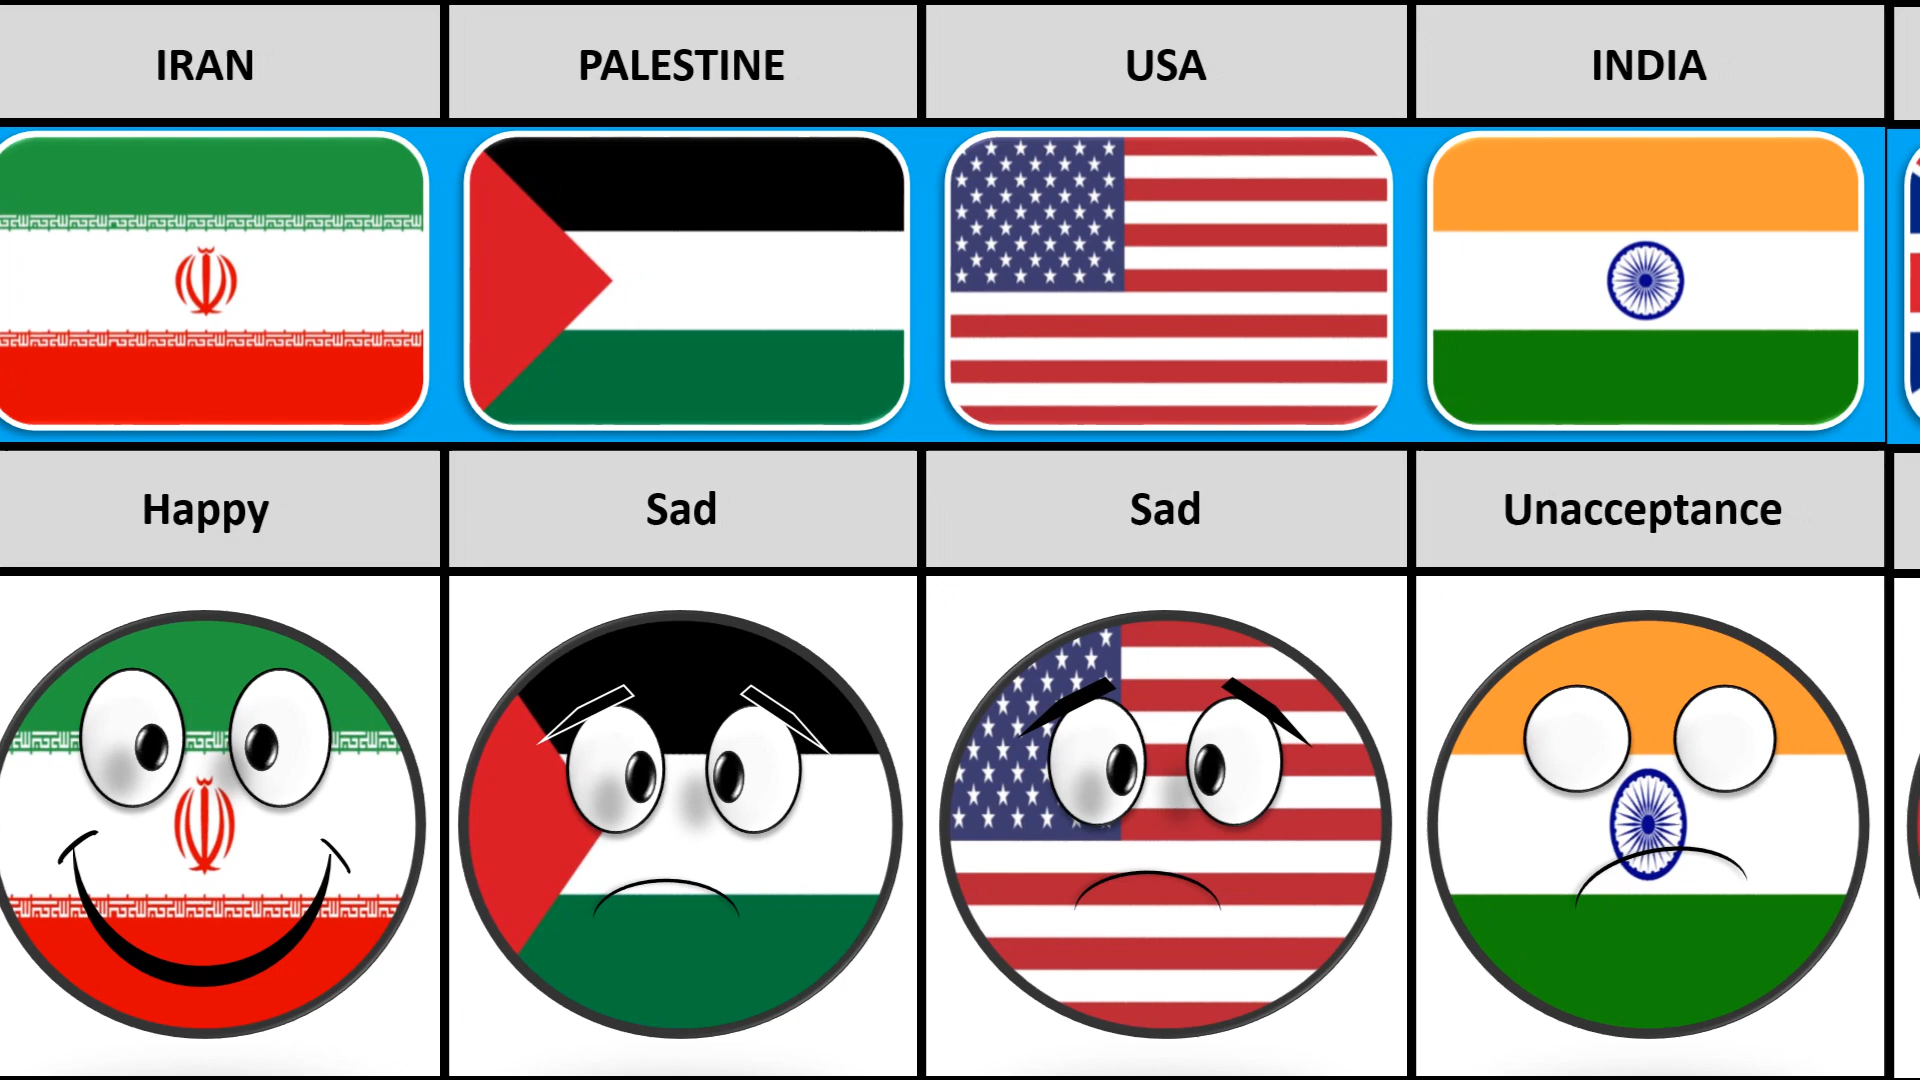 IRAN
PALESTINE
USA
INDIA
Happy
Sad
Sad
Unacceptance